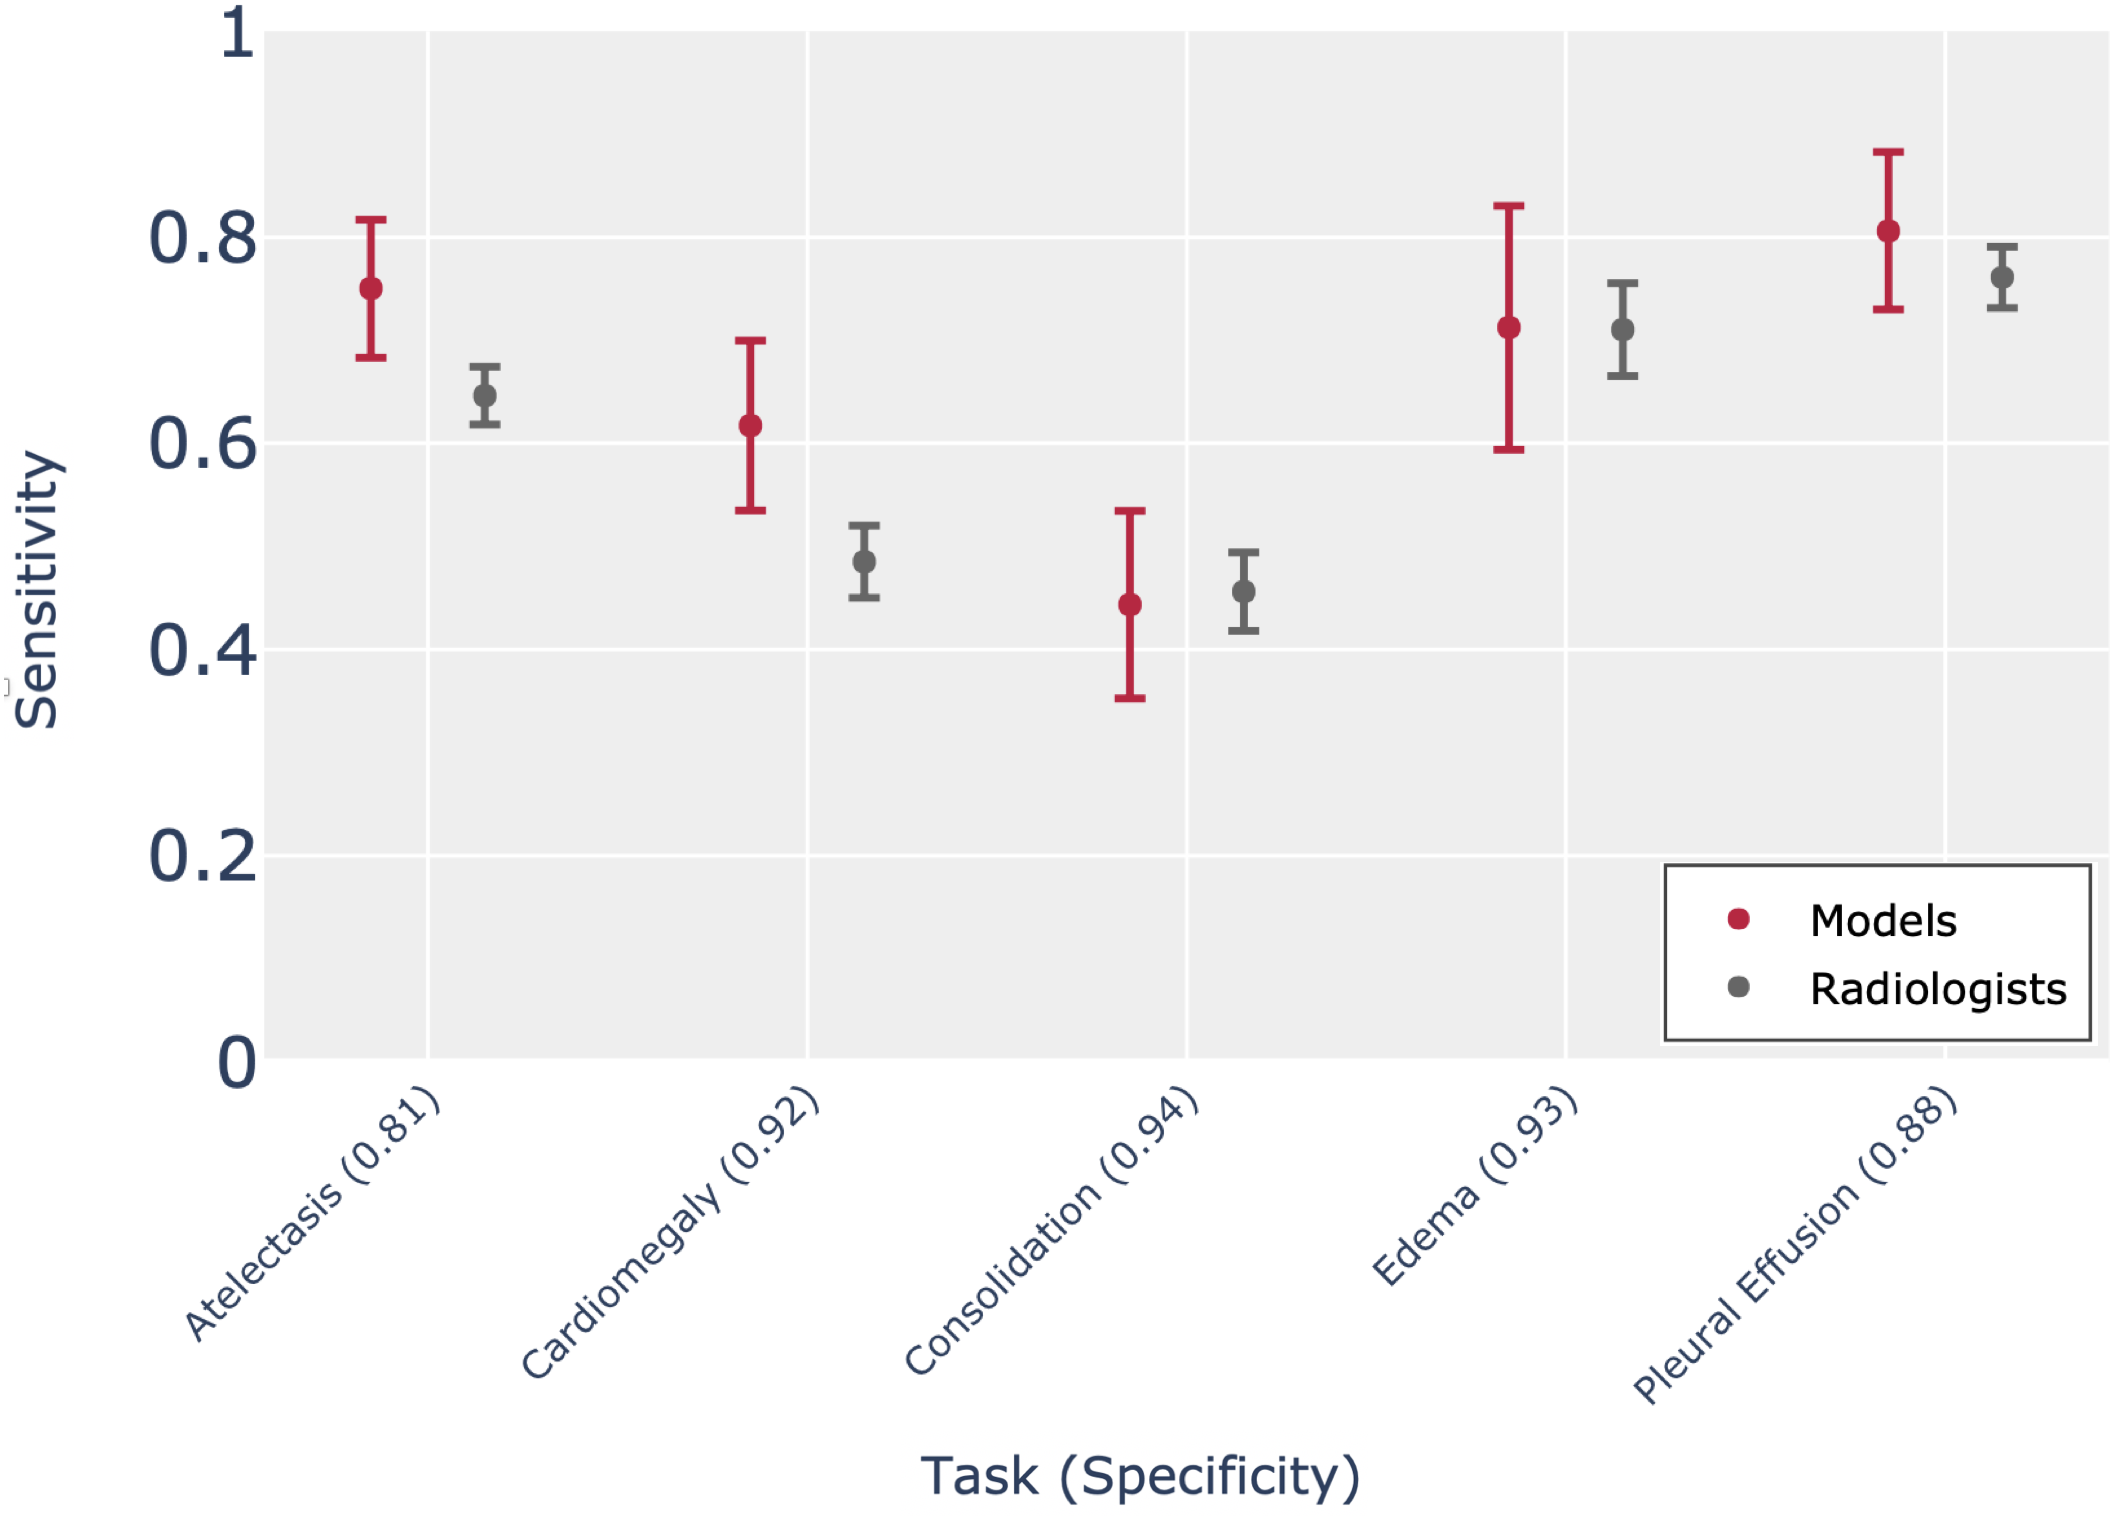 1
0.8
0.6
0.4
0.2
0
Sensitivity
Models
Radiologists
Atelectasis (0.81)
Cardiomegaly (0.92)
Consolidation (0.94)
Edema (0.93)
Pleural Effusion (0.88)
Task (Specificity)